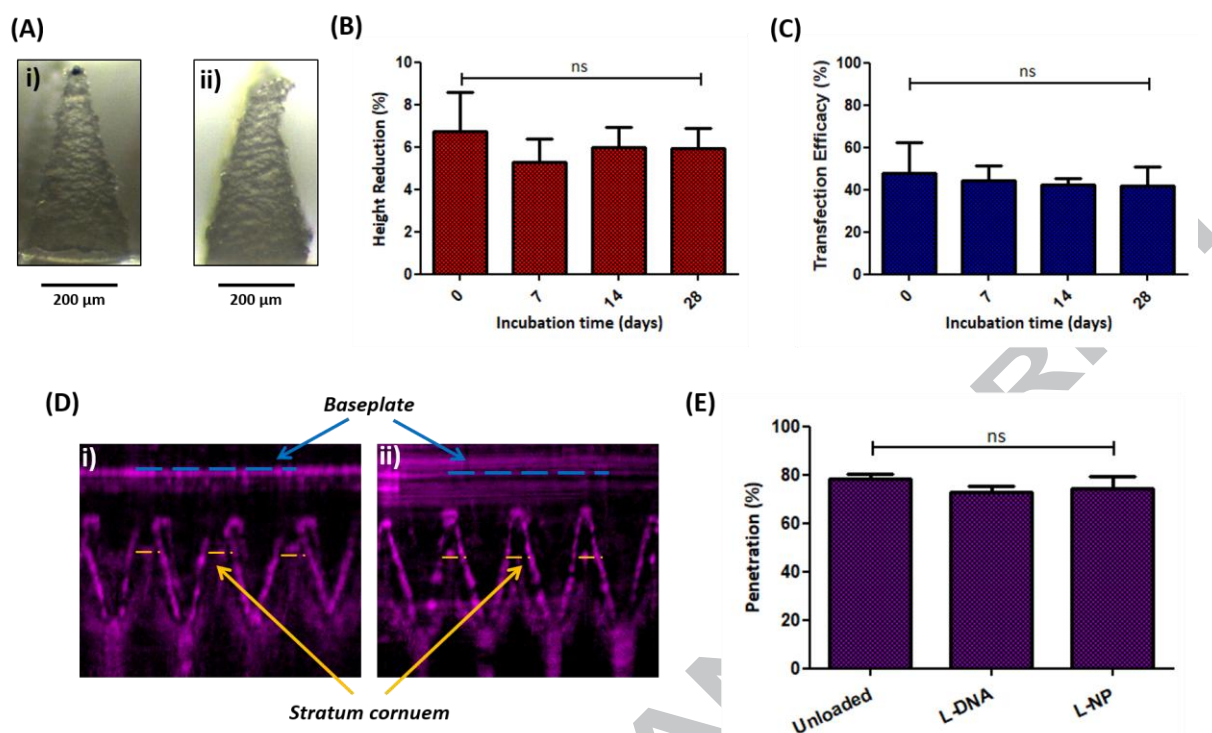 (A)
i)
ii)
200 µm
200 µm
(B)
10
8
6
4
2
0
Height Reduction (%)
ns
0
7
14
28
Incubation time (days)
(C)
100
80
60
40
20
0
Transfection Efficacy (%)
ns
0
7
14
28
Incubation time (days)
(D)
Baseplate
i)
ii)
Stratum cornuem
(E)
100
80
60
40
20
0
Penetration (%)
ns
Unloaded
L-DNA
L-NP